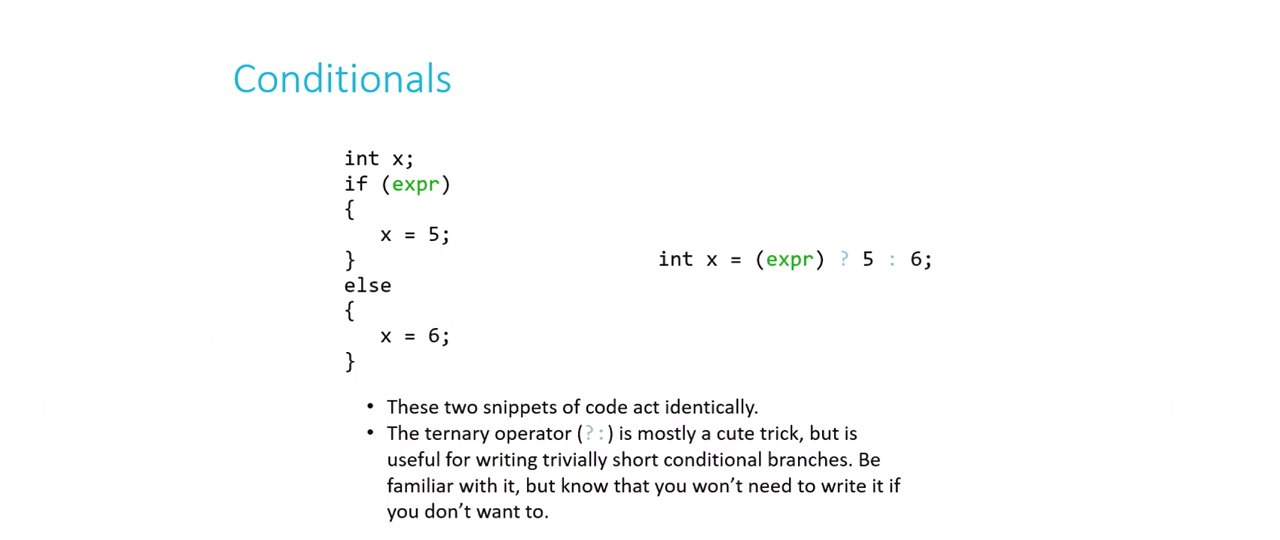 Conditionals
int x;
if (expr)
{
x = 5;
}
else
{
x = 6;
}
int x = (expr) ? 5 : 6;
• These two snippets of code act identically.
• The ternary operator (?:) is mostly a cute trick, but is
useful for writing trivially short conditional branches. Be
familiar with it, but know that you won’t need to write it if
you don’t want to.